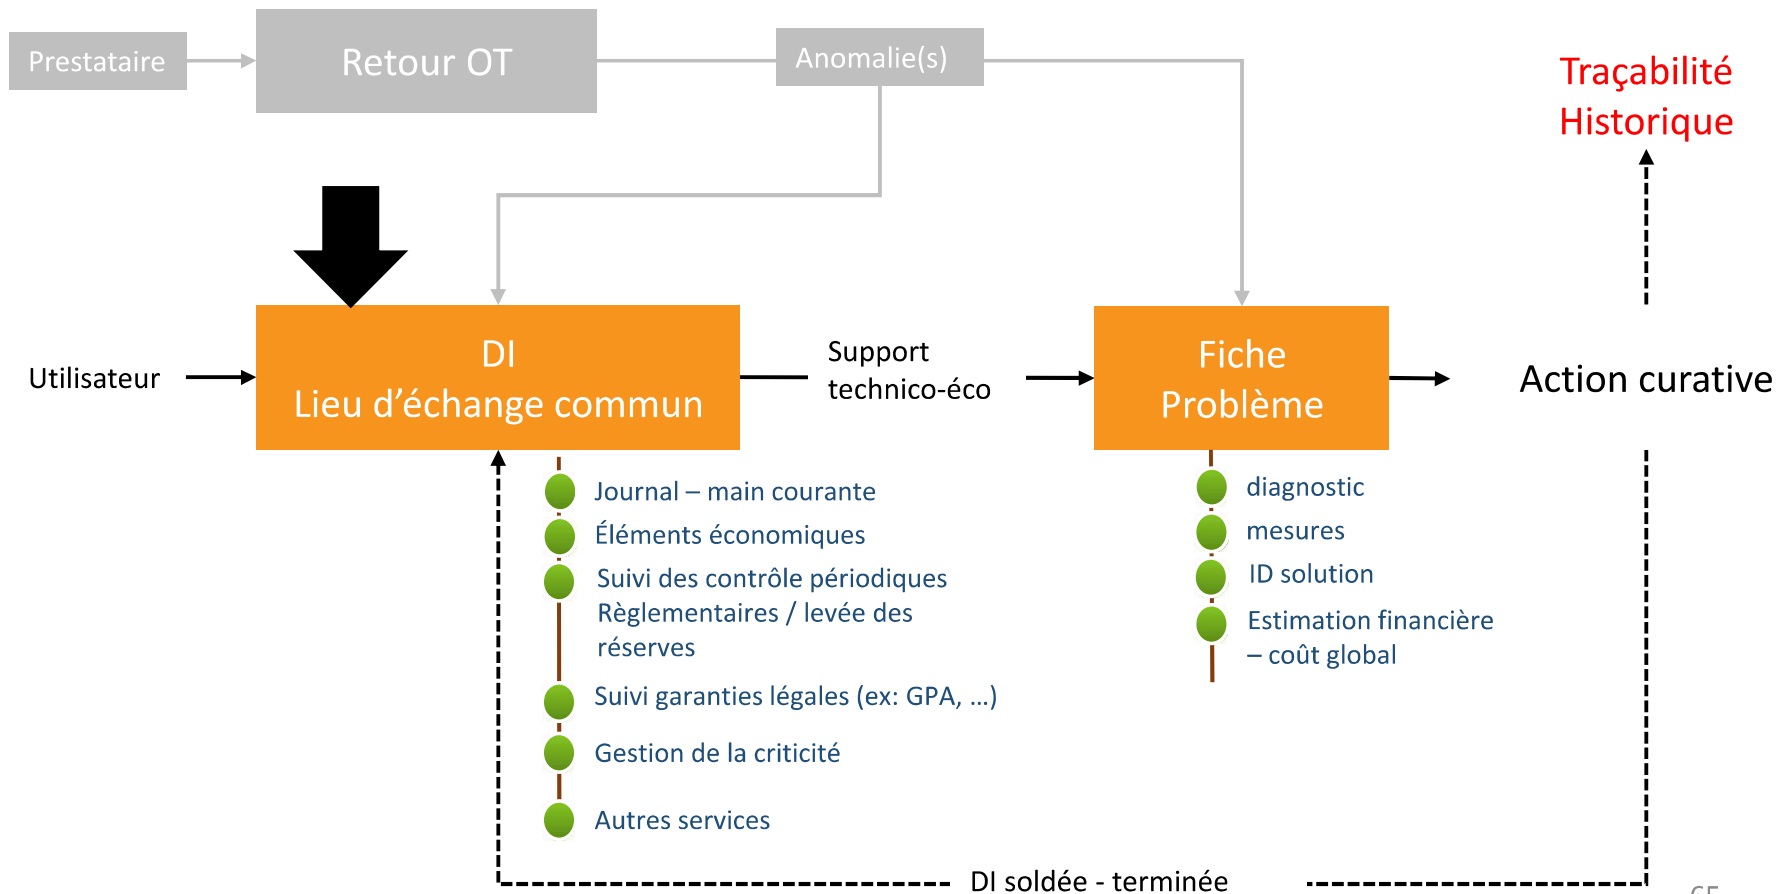 Prestataire
Retour OT
Anomalie(s)
Traçabilité
Historique
Utilisateur
DI
Lieu d’échange commun
Support
technico-éco
Fiche
Problème
Action curative
Journal – main courante
Éléments économiques
Suivi des contrôle périodiques
Règlementaires / levée des
réserves
Suivi garanties légales (ex: GPA, …)
Gestion de la criticité
Autres services
diagnostic
mesures
ID solution
Estimation financière
– coût global
DI soldée - terminée